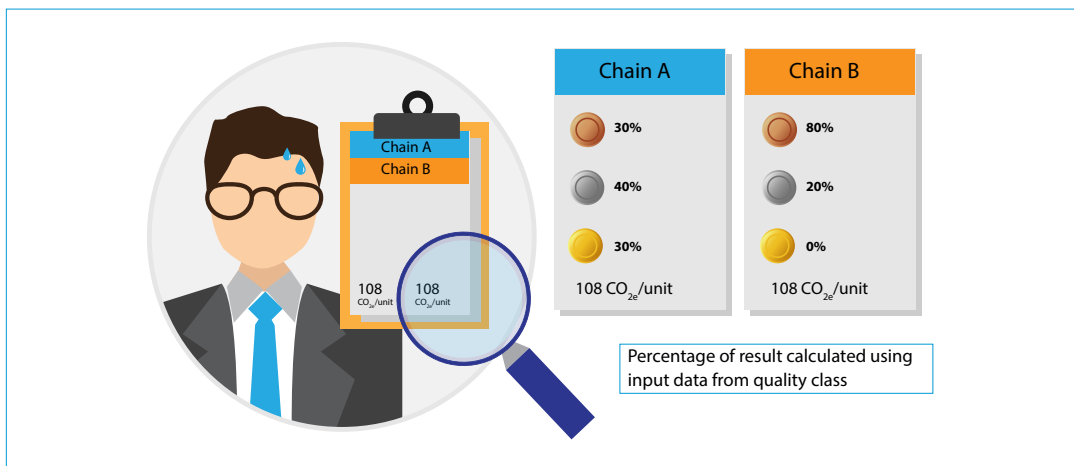 Chain A
Chain B
108
CO2e/unit
108
CO2e/unit
Chain A
30%
40%
30%
108 CO2e/unit
Chain B
80%
20%
0%
108 CO2e/unit
Percentage of result calculated using
input data from quality class